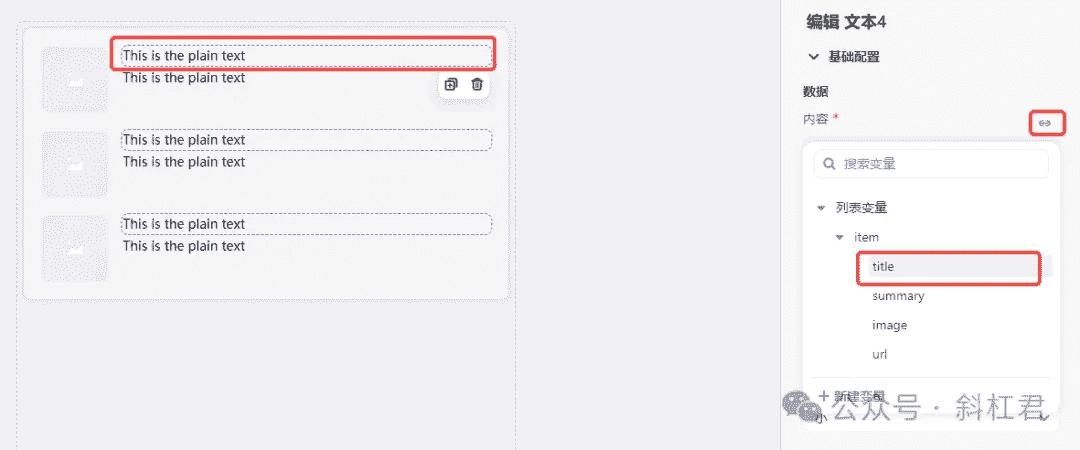 This is the plain text
This is the plain text
This is the plain text
This is the plain text
This is the plain text
This is the plain text
编辑 文本4
基础配置
数据
内容 *
搜索变量
列表变量
item
title
summary
image
url
+ 新建变量
小
公众号 · 斜杠君